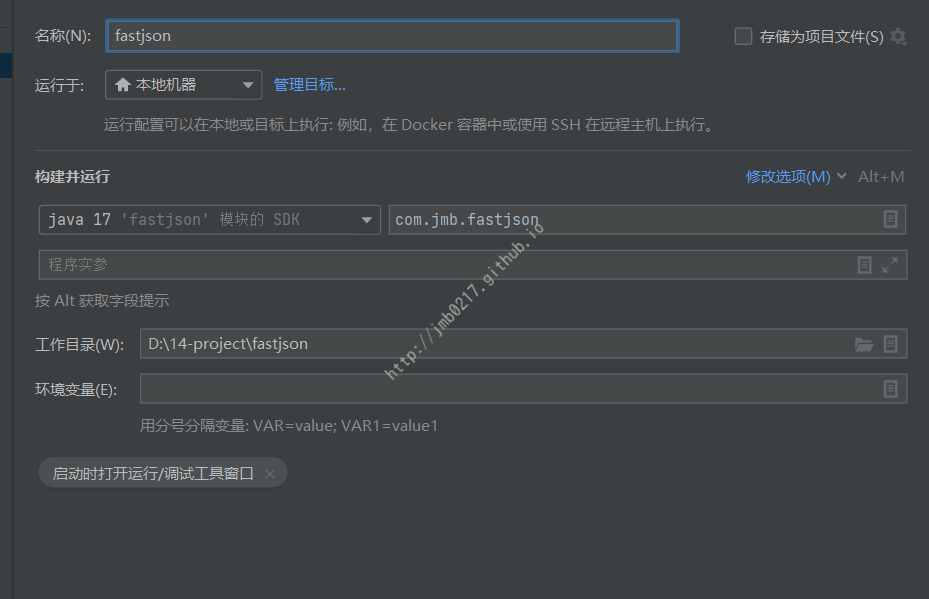 名称(N): fastjson 存储为项目文件(S)
运行于: 本地机器 管理目标...
运行配置可以在本地或目标上执行: 例如，在 Docker 容器中或使用 SSH 在远程主机上执行。
构建并运行 修改选项(M) Alt+M
java 17 'fastjson' 模块的 SDK com.jmb.fastjson
程序实参
按 Alt 获取字段提示
工作目录(W): D:\14-project\fastjson
环境变量(E):
用分号分隔变量: VAR=value; VAR1=value1
启动时打开运行/调试工具窗口 ×
http://jmb0217.github.io